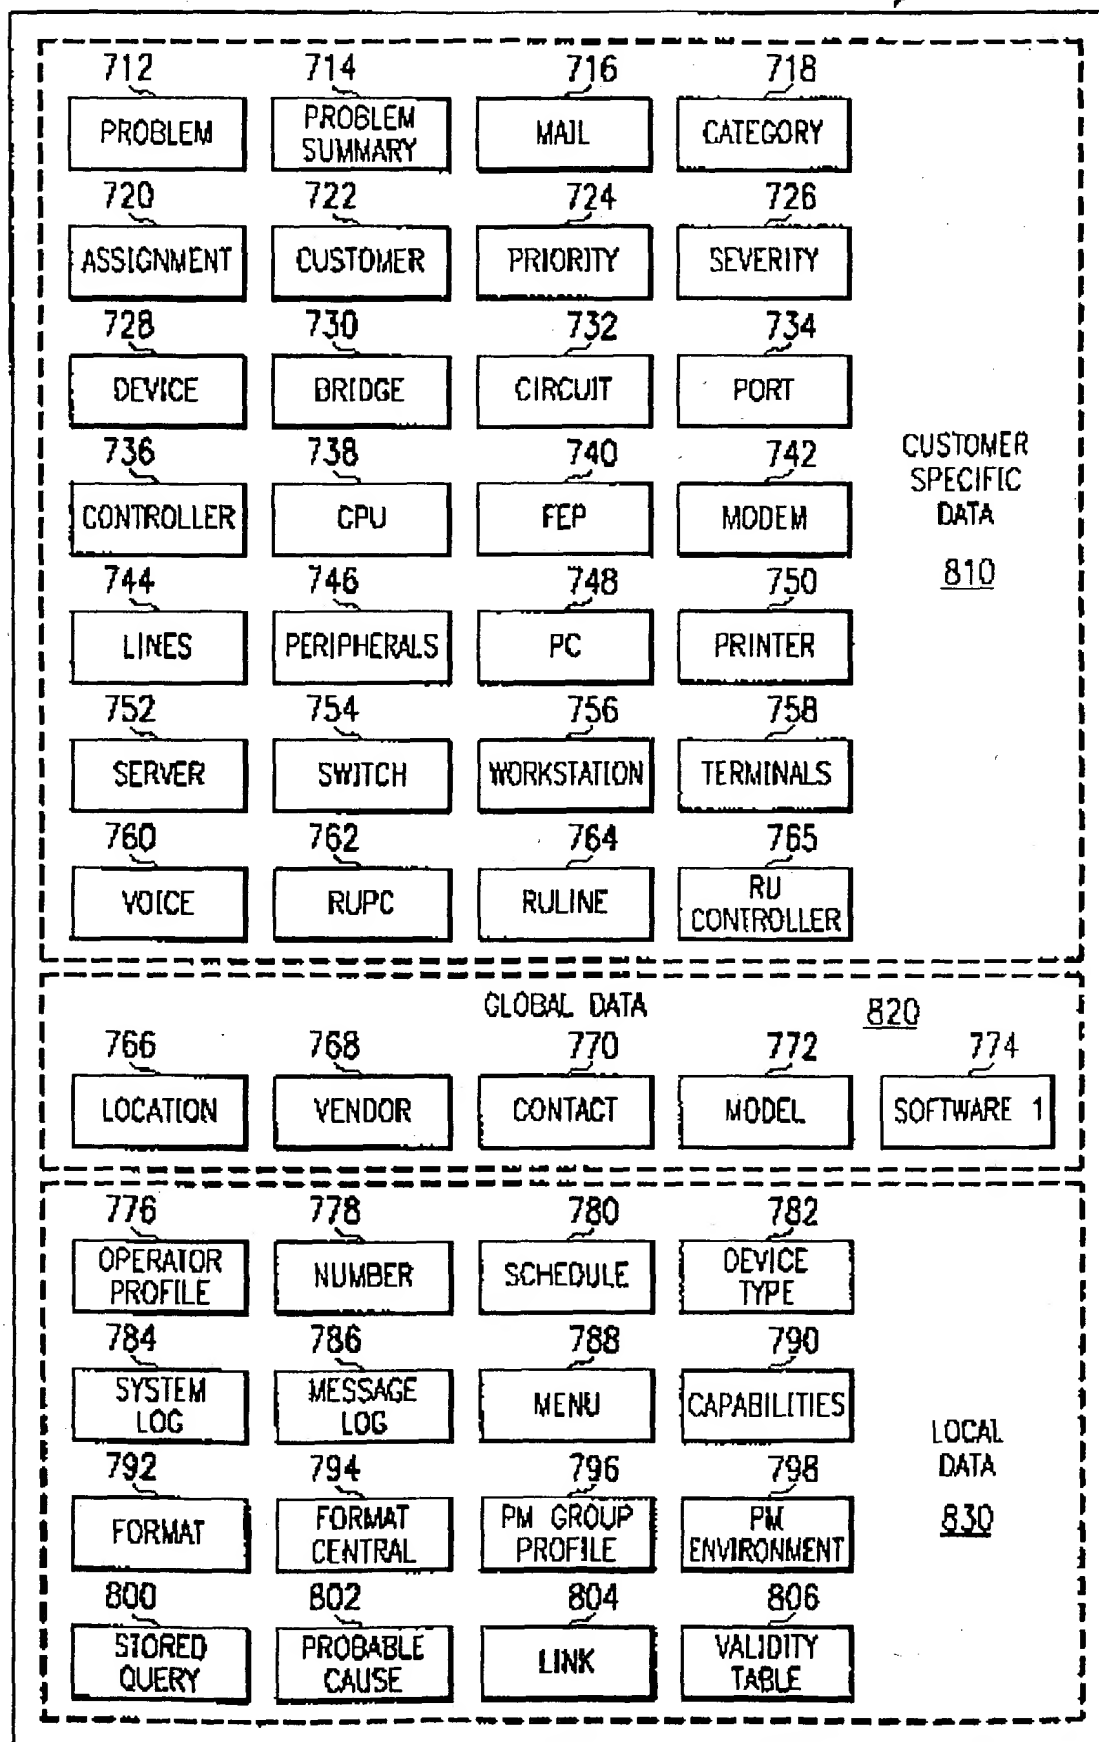 712 714 716 718
PROBLEM PROBLEM SUMMARY MAIL CATEGORY
720 722 724 726
ASSIGNMENT CUSTOMER PRIORITY SEVERITY
728 730 732 734
DEVICE BRIDGE CIRCUIT PORT
CUSTOMER
SPECIFIC
DATA
810
736 738 740 742
CONTROLLER CPU FEP MODEM
744 746 748 750
LINES PERIPHERALS PC PRINTER
752 754 756 758
SERVER SWITCH WORKSTATION TERMINALS
760 762 764 765
VOICE RUPC RULINE RU CONTROLLER
GLOBAL DATA 820
766 768 770 772 774
LOCATION VENDOR CONTACT MODEL SOFTWARE 1
776 778 780 782
OPERATOR PROFILE NUMBER SCHEDULE DEVICE TYPE
784 786 788 790
SYSTEM LOG MESSAGE LOG MENU CAPABILITIES
LOCAL
DATA
830
792 794 796 798
FORMAT FORMAT CENTRAL PM GROUP PROFILE PM ENVIRONMENT
800 802 804 806
STORED QUERY PROBABLE CAUSE LINK VALIDITY TABLE